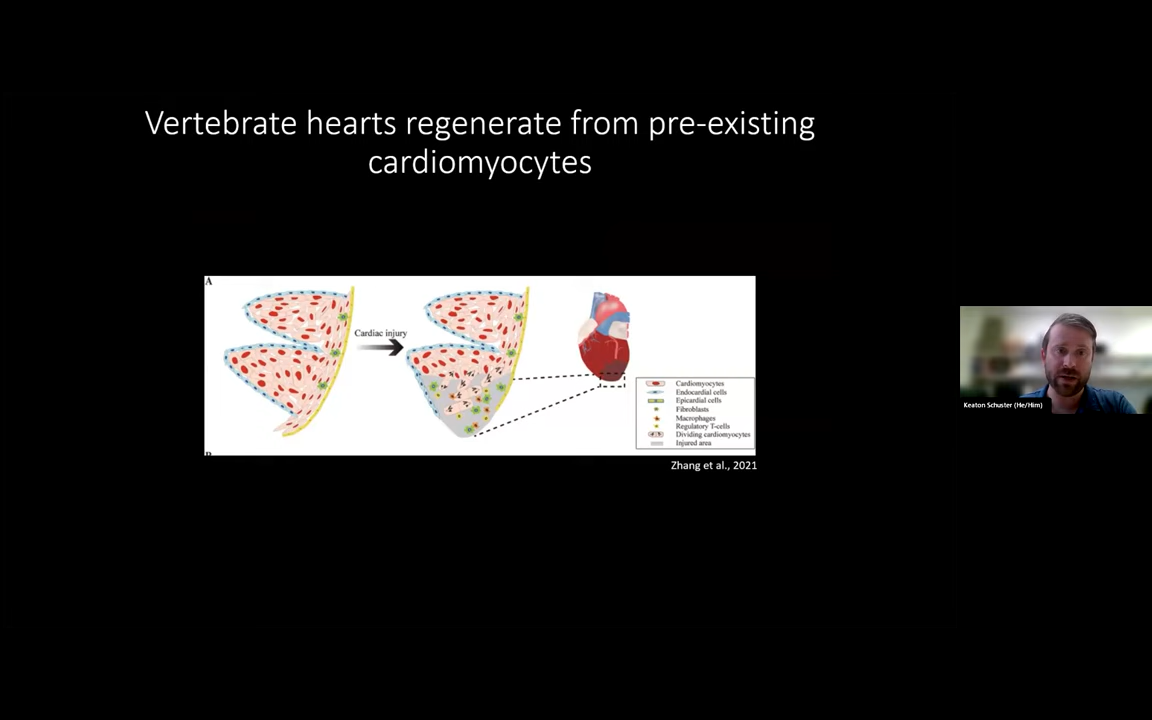 Vertebrate hearts regenerate from pre-existing
cardiomyocytes
A
Cardiac injury
Cardiomyocytes
Endocardial cells
Epicardial cells
Fibroblasts
Macrophages
Regulatory T-cells
Dividing cardiomyocytes
Injured area
Zhang et al., 2021
Keaton Schuster (He/Him)